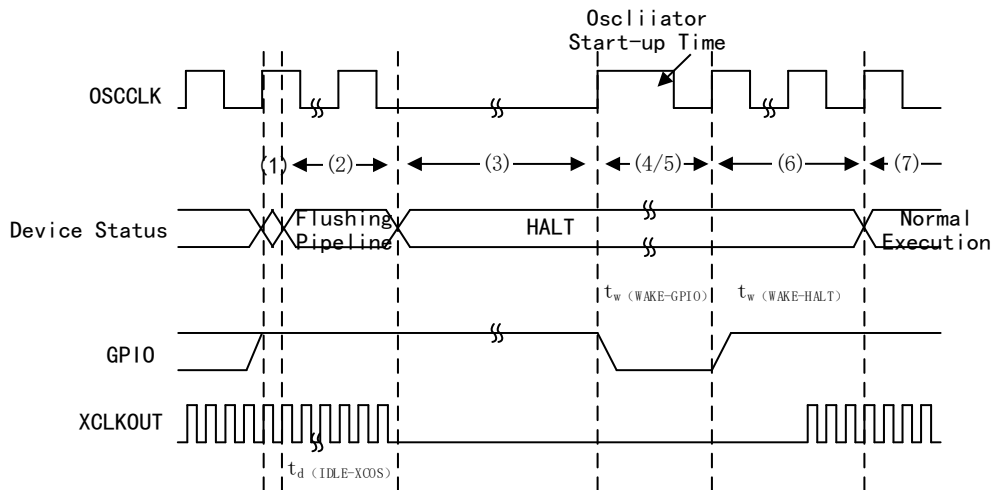 Oscliiiator
Start-up Time
OSCCLK
(1)
(2)
(3)
(4/5)
(6)
(7)
Device Status
Flushing
Pipeline
HALT
Normal
Execution
tw (WAKE-GPIO)
tw (WAKE-HALT)
GPIO
XCLKOUT
td (IDLE-XCOS)